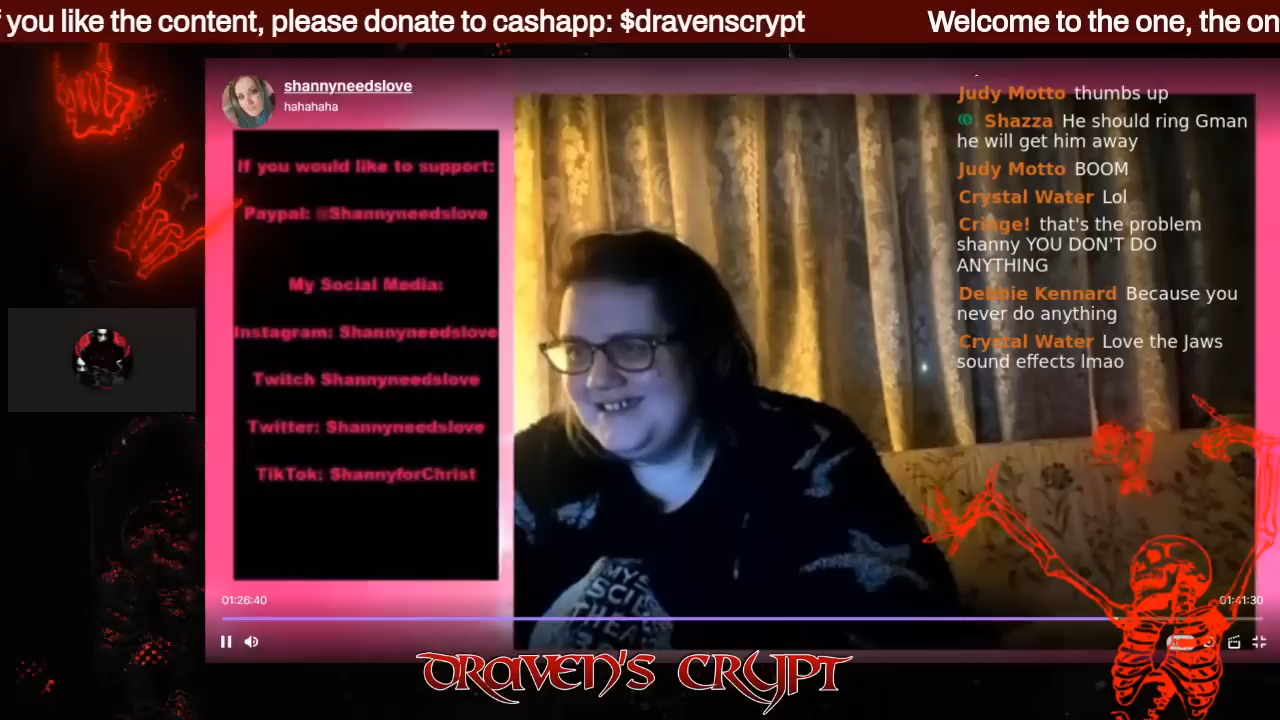 f you like the content, please donate to cashapp: $dravenscrypt
Welcome to the one, the on
shannyneedslove
hahahaha
If you would like to support:
Paypal: @Shannyneedslove
My Social Media:
Instagram: Shannyneedslove
Twitch Shannyneedslove
Twitter: Shannyneedslove
TikTok: ShannyforChrist
Judy Motto thumbs up
Shazza He should ring Gman
he will get him away
Judy Motto BOOM
Crystal Water Lol
Cringe! that's the problem
shanny YOU DON'T DO
ANYTHING
Debbie Kennard Because you
never do anything
Crystal Water Love the Jaws
sound effects lmao
01:26:40
01:41:30
DRAVEN'S CRYPT